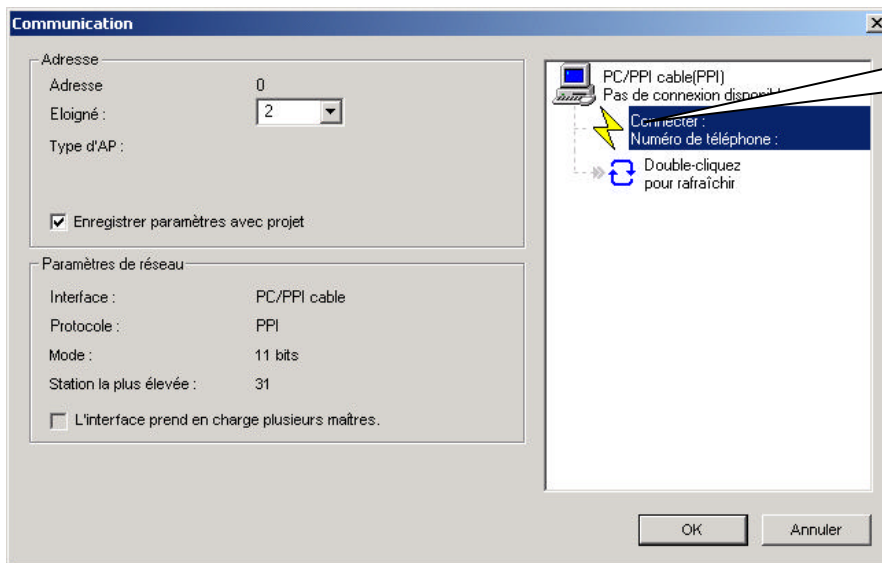 Communication
Adresse
Adresse 0
Eloigné : 2
Type d'AP :
Enregistrer paramètres avec projet
Paramètres de réseau
Interface : PC/PPI cable
Protocole : PPI
Mode : 11 bits
Station la plus élevée : 31
L'interface prend en charge plusieurs maîtres.
PC/PPI cable(PPI)
Pas de connexion
Connecter :
Numéro de téléphone :
Double-cliquez
pour rafraîchir
OK
Annuler